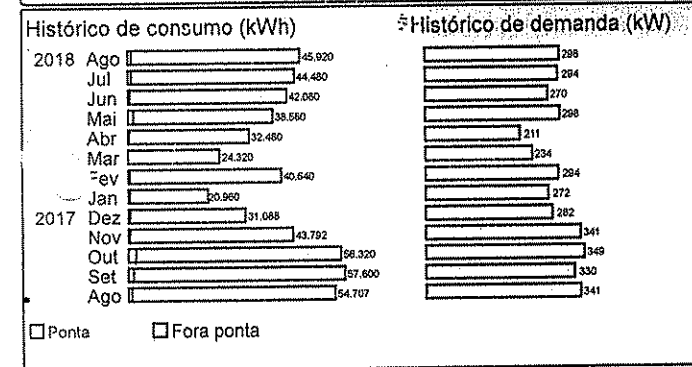 Histórico de consumo (kWh) Histórico de demanda (kW)
2018 Ago 45,920 298
Jul 44,480 294
Jun 42,080 270
Mai 38,560 298
Abr 32,480 211
Mar 24,320 234
Fev 40,640 294
Jan 20,960 272
2017 Dez 31,088 282
Nov 43,792 341
Out 56,320 349
Set 57,600 330
Ago 54,707 341
Ponta Fora ponta